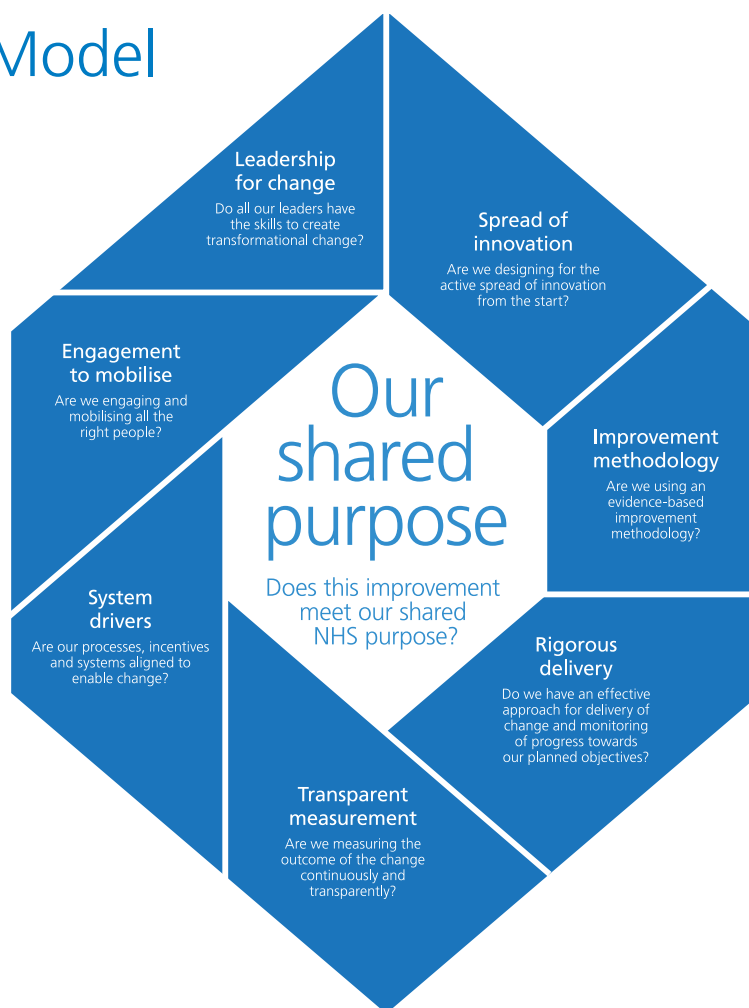 Model
Leadership
for change
Do all our leaders have
the skills to create
transformational change?
Spread of
innovation
Are we designing for the
active spread of innovation
from the start?
Engagement
to mobilise
Are we engaging and
mobilising all the
right people?
Our
shared
purpose
Does this improvement
meet our shared
NHS purpose?
Improvement
methodology
Are we using an
evidence-based
improvement
methodology?
System
drivers
Are our processes, incentives
and systems aligned to
enable change?
Rigorous
delivery
Do we have an effective
approach for delivery of
change and monitoring
of progress towards
our planned objectives?
Transparent
measurement
Are we measuring the
outcome of the change
continuously and
transparently?